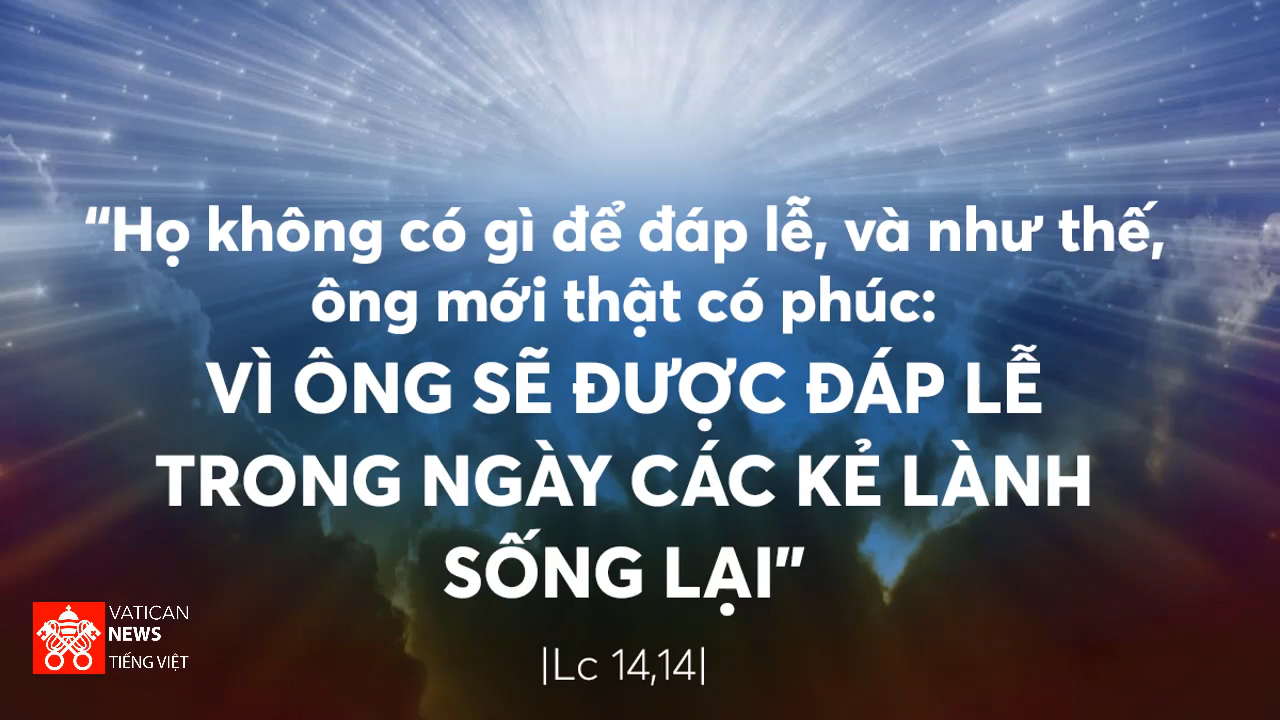 “Họ không có gì để đáp lễ, và như thế,
ông mới thật có phúc:
VÌ ÔNG SẼ ĐƯỢC ĐÁP LỄ
TRONG NGÀY CÁC KẺ LÀNH
SỐNG LẠI”
|Lc 14,14|
VATICAN
NEWS
TIẾNG VIỆT